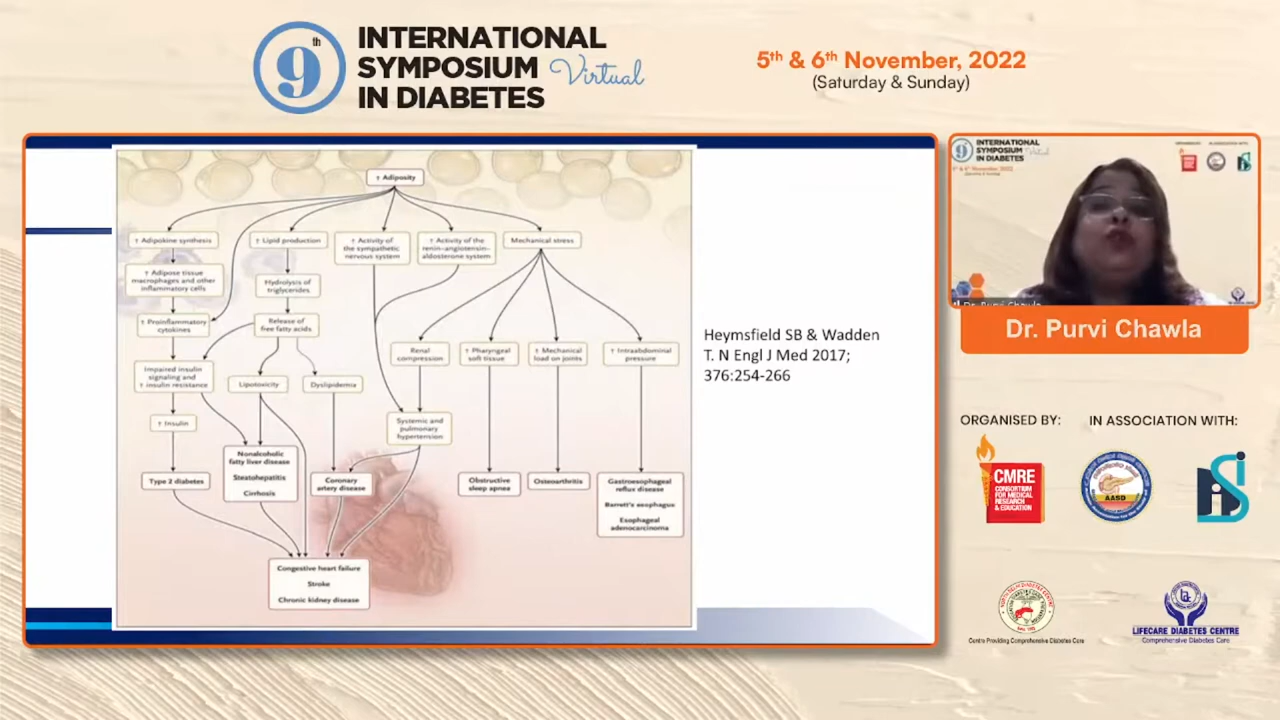 9th
INTERNATIONAL
SYMPOSIUM Virtual
IN DIABETES
5th & 6th November, 2022
(Saturday & Sunday)
↑ Adiposity
↑ Adipokine synthesis
↑ Lipid production
↑ Activity of
the sympathetic
nervous system
↑ Activity of the
renin–angiotensin–
aldosterone system
Mechanical stress
↑ Adipose tissue
macrophages and other
inflammatory cells
Hydrolysis of
triglycerides
↑ Proinflammatory
cytokines
Release of
free fatty acids
Renal
compression
↑ Pharyngeal
soft tissue
↑ Mechanical
load on joints
↑ Intraabdominal
pressure
Impaired insulin
signaling and
↑ insulin resistance
Lipotoxicity
Dyslipidemia
↑ Insulin
Systemic and
pulmonary
hypertension
Type 2 diabetes
Nonalcoholic
fatty liver disease
Steatohepatitis
Cirrhosis
Coronary
artery disease
Obstructive
sleep apnea
Osteoarthritis
Gastroesophageal
reflux disease
Barrett's esophagus
Esophageal
adenocarcinoma
Congestive heart failure
Stroke
Chronic kidney disease
Heymsfield SB & Wadden
T. N Engl J Med 2017;
376:254-266
9
INTERNATIONAL
SYMPOSIUM Virtual
IN DIABETES
Dr. Purvi Chawla
Dr. Purvi Chawla
ORGANISED BY:
IN ASSOCIATION WITH:
CMRE
CONSORTIUM
FOR MEDICAL
RESEARCH
& EDUCATION
AASD
Centre Providing Comprehensive Diabetes Care
LIFECARE DIABETES CENTRE
Comprehensive Diabetes Care